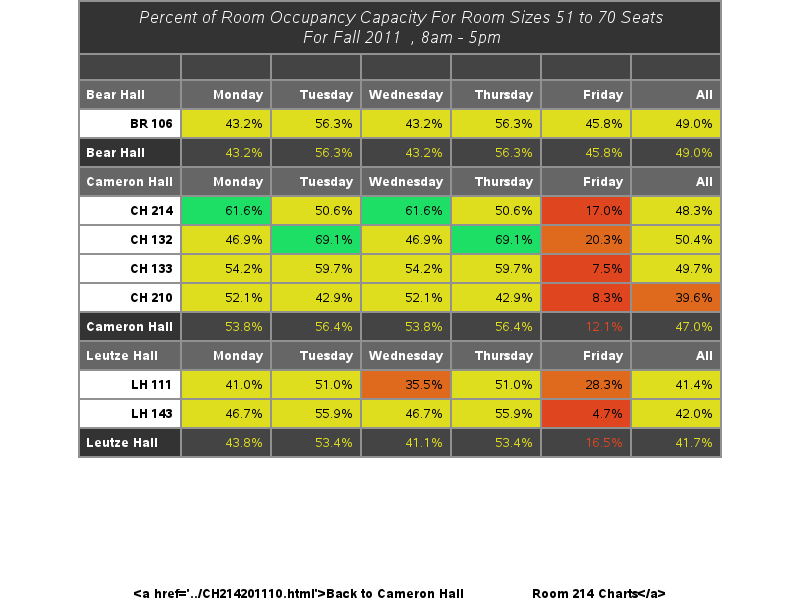 Percent of Room Occupancy Capacity For Room Sizes 51 to 70 Seats
For Fall 2011 , 8am - 5pm
Bear Hall Monday Tuesday Wednesday Thursday Friday All
BR 106 43.2% 56.3% 43.2% 56.3% 45.8% 49.0%
Bear Hall 43.2% 56.3% 43.2% 56.3% 45.8% 49.0%
Cameron Hall Monday Tuesday Wednesday Thursday Friday All
CH 214 61.6% 50.6% 61.6% 50.6% 17.0% 48.3%
CH 132 46.9% 69.1% 46.9% 69.1% 20.3% 50.4%
CH 133 54.2% 59.7% 54.2% 59.7% 7.5% 49.7%
CH 210 52.1% 42.9% 52.1% 42.9% 8.3% 39.6%
Cameron Hall 53.8% 56.4% 53.8% 56.4% 12.1% 47.0%
Leutze Hall Monday Tuesday Wednesday Thursday Friday All
LH 111 41.0% 51.0% 35.5% 51.0% 28.3% 41.4%
LH 143 46.7% 55.9% 46.7% 55.9% 4.7% 42.0%
Leutze Hall 43.8% 53.4% 41.1% 53.4% 16.5% 41.7%
<a href='../CH214201110.html'>Back to Cameron Hall Room 214 Charts</a>